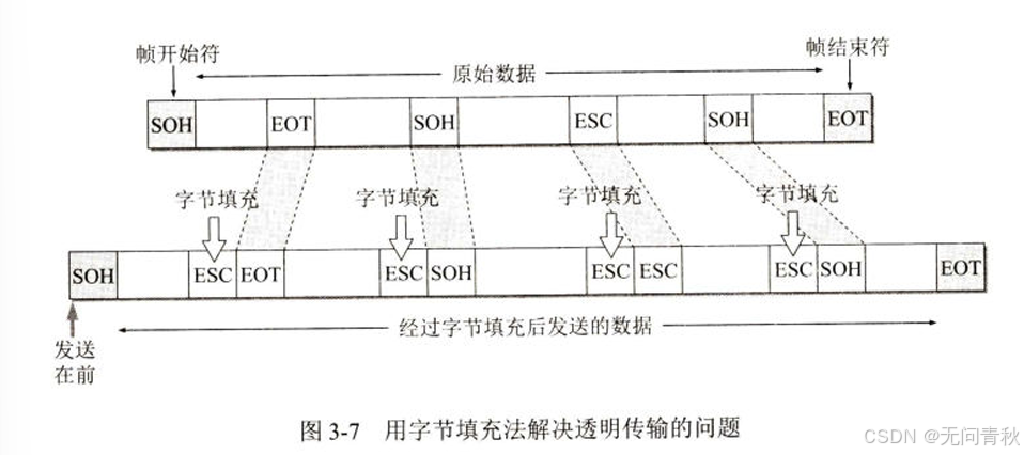 帧开始符
帧结束符
原始数据
SOH
EOT
SOH
ESC
SOH
EOT
字节填充
字节填充
字节填充
字节填充
SOH
ESC
EOT
ESC
SOH
ESC
ESC
ESC
SOH
EOT
经过字节填充后发送的数据
发送
在前
图 3-7 用字节填充法解决透明传输的问题
CSDN @无问青秋